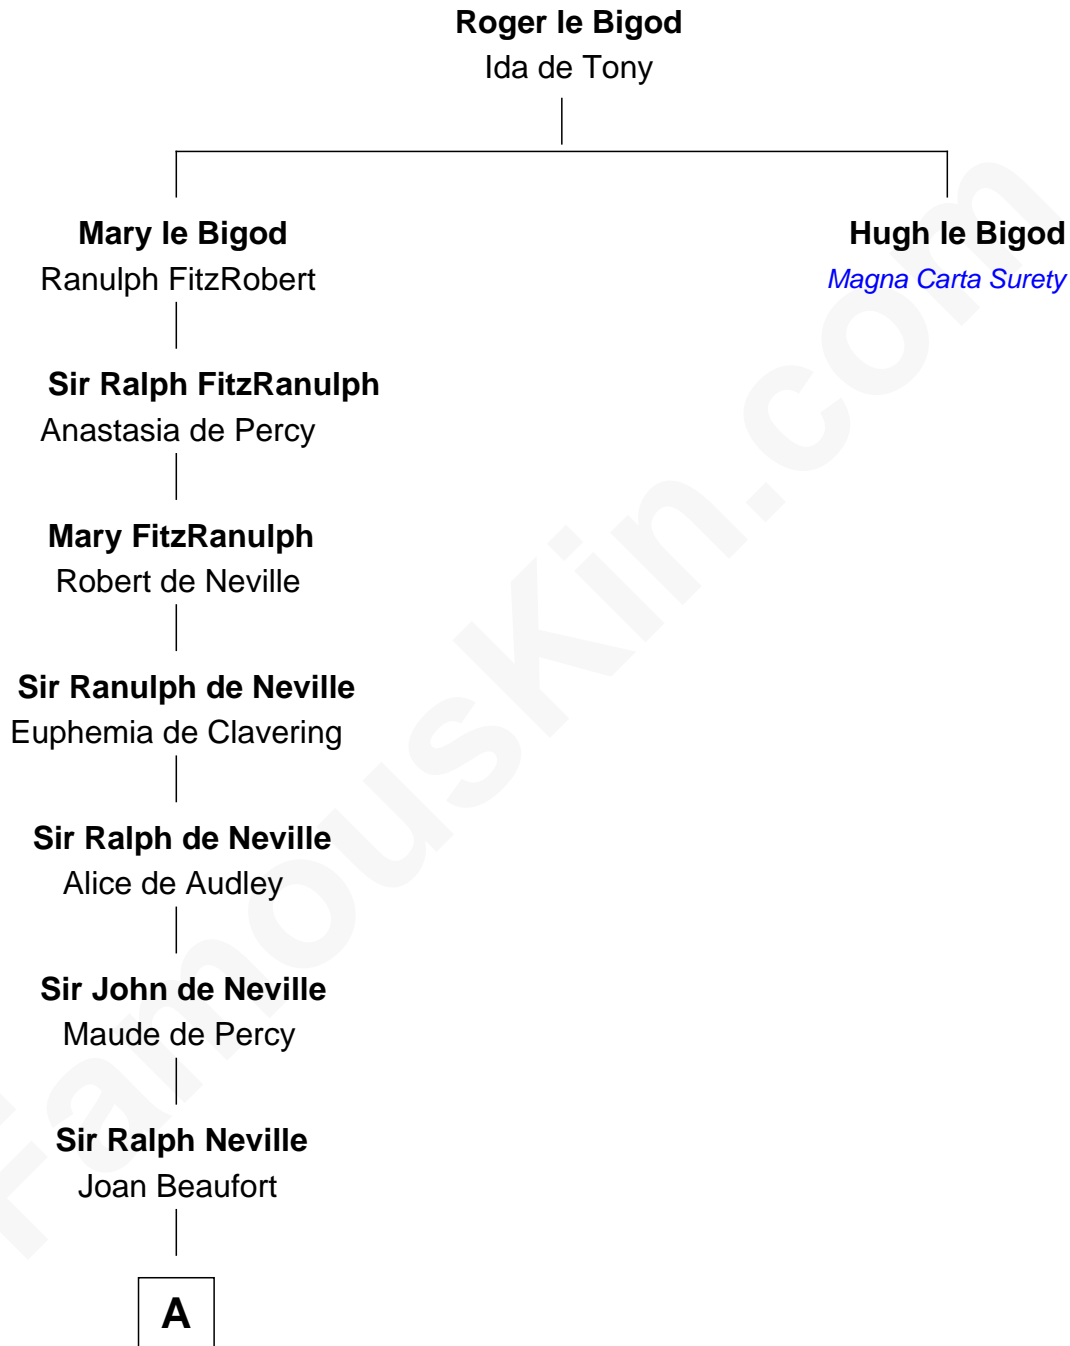 Roger le Bigod
Ida de Tony
Mary le Bigod
Ranulph FitzRobert
Hugh le Bigod
Magna Carta Surety
Sir Ralph FitzRanulph
Anastasia de Percy
Mary FitzRanulph
Robert de Neville
Sir Ranulph de Neville
Euphemia de Clavering
Sir Ralph de Neville
Alice de Audley
Sir John de Neville
Maude de Percy
Sir Ralph Neville
Joan Beaufort
A
FamousKin.com